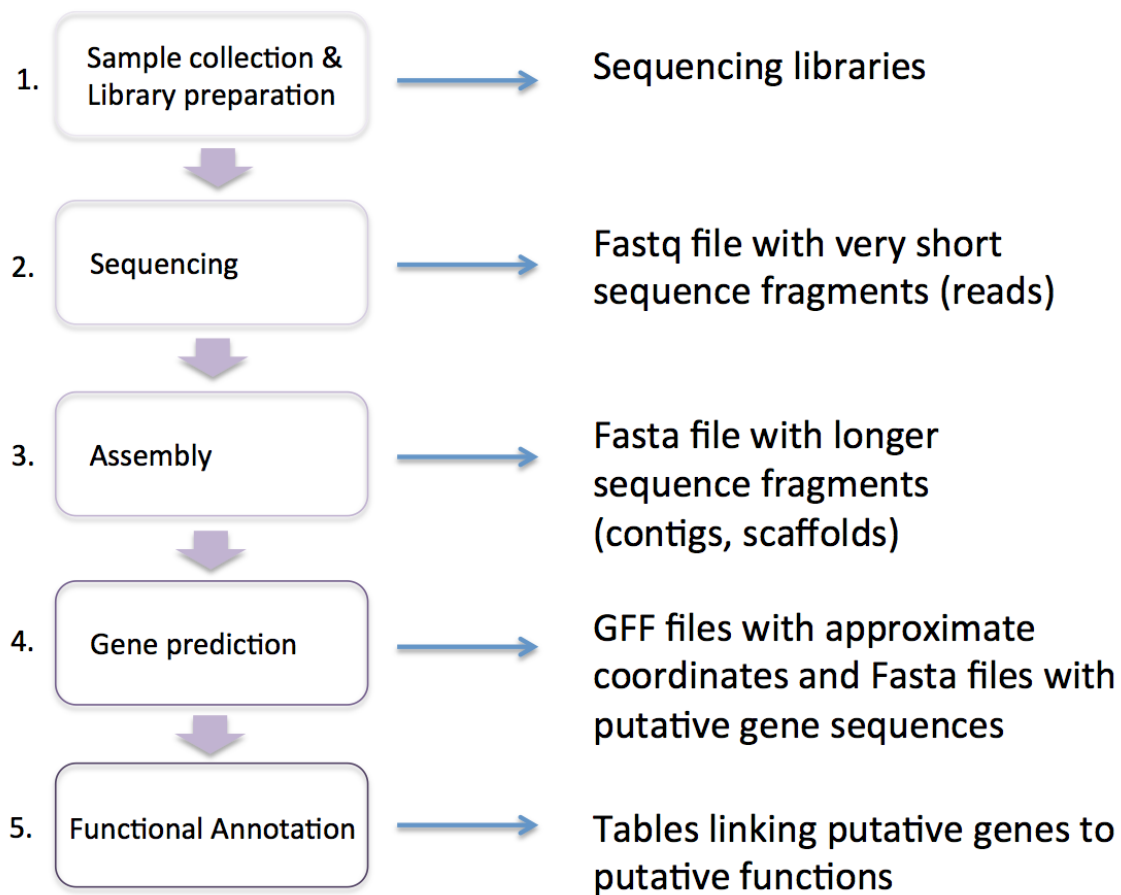 1.
Sample collection &
Library preparation
Sequencing libraries
2.
Sequencing
Fastq file with very short
sequence fragments (reads)
3.
Assembly
Fasta file with longer
sequence fragments
(contigs, scaffolds)
4.
Gene prediction
GFF files with approximate
coordinates and Fasta files with
putative gene sequences
5.
Functional Annotation
Tables linking putative genes to
putative functions